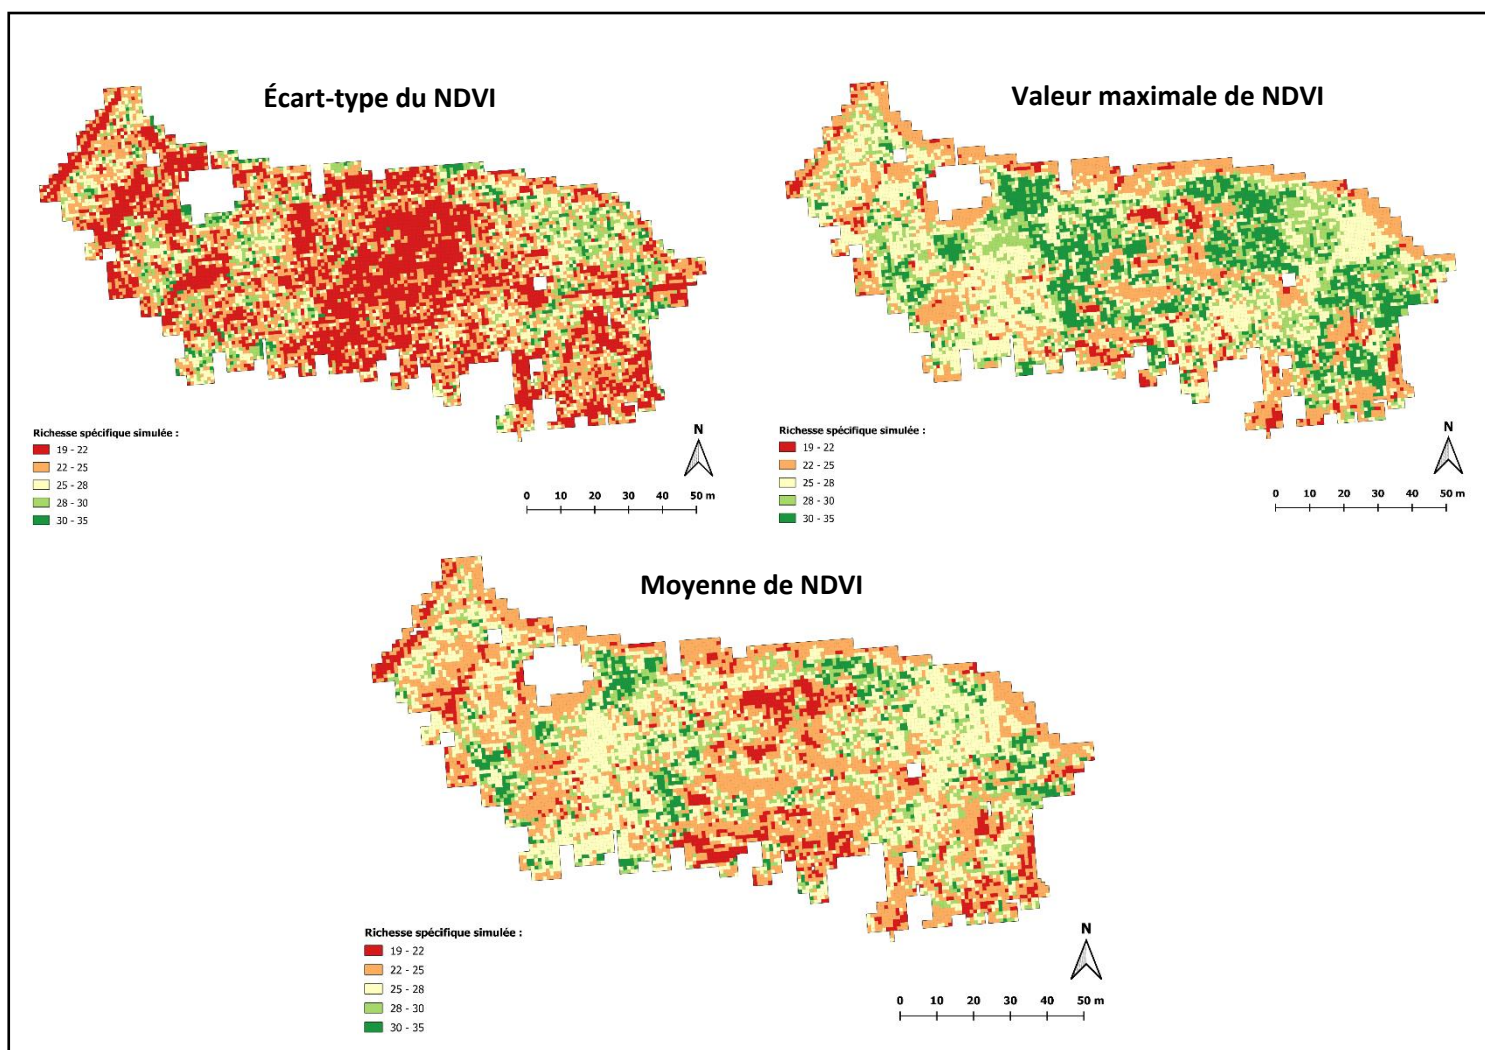 Écart-type du NDVI
Richesse spécifique simulée :
19 - 22
22 - 25
25 - 28
28 - 30
30 - 35
N
0 10 20 30 40 50 m
Valeur maximale de NDVI
Richesse spécifique simulée :
19 - 22
22 - 25
25 - 28
28 - 30
30 - 35
N
0 10 20 30 40 50 m
Moyenne de NDVI
Richesse spécifique simulée :
19 - 22
22 - 25
25 - 28
28 - 30
30 - 35
N
0 10 20 30 40 50 m